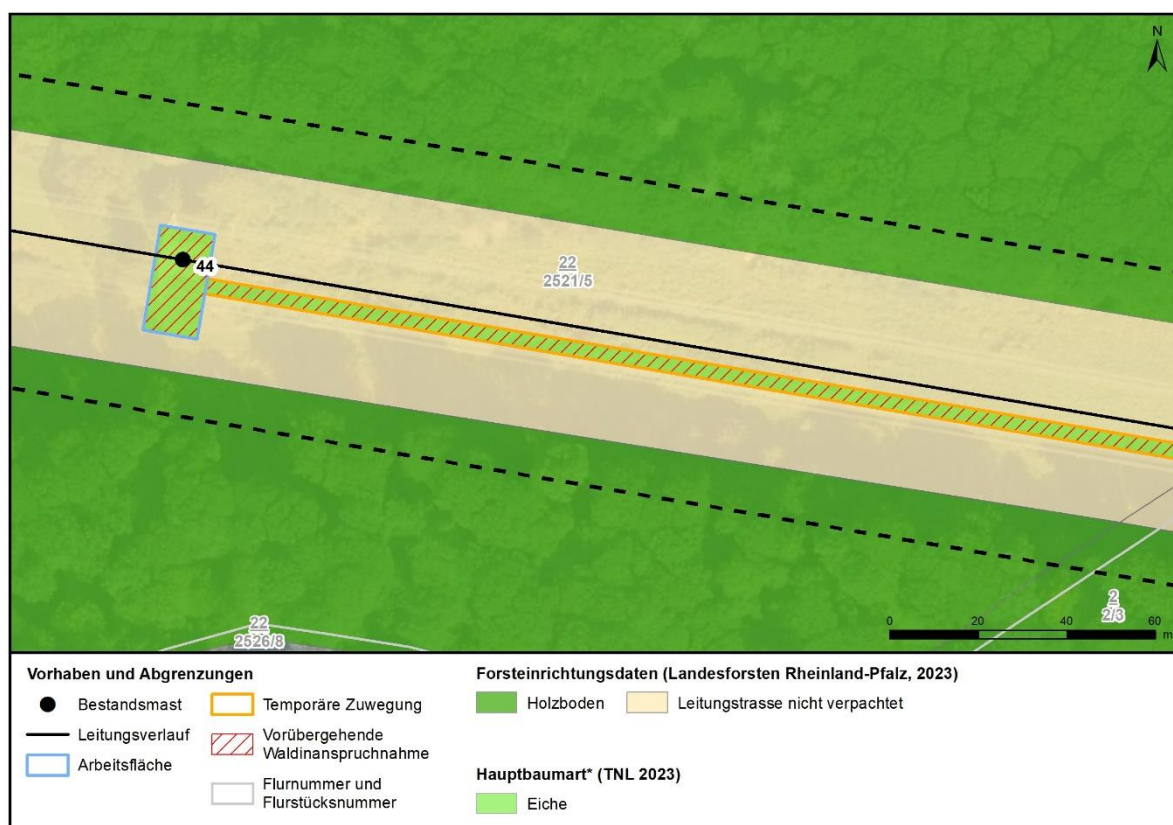 N
44
22
2521/5
22
2526/8
2
2/3
0 20 40 60
m
Vorhaben und Abgrenzungen
Bestandsmast
Leitungsverlauf
Arbeitsfläche
Temporäre Zuwegung
Vorübergehende
Waldinanspruchnahme
Flurnummer und
Flurstücksnummer
Forsteinrichtungsdaten (Landesforsten Rheinland-Pfalz, 2023)
Holzboden
Leitungstrasse nicht verpachtet
Hauptbaumart* (TNL 2023)
Eiche